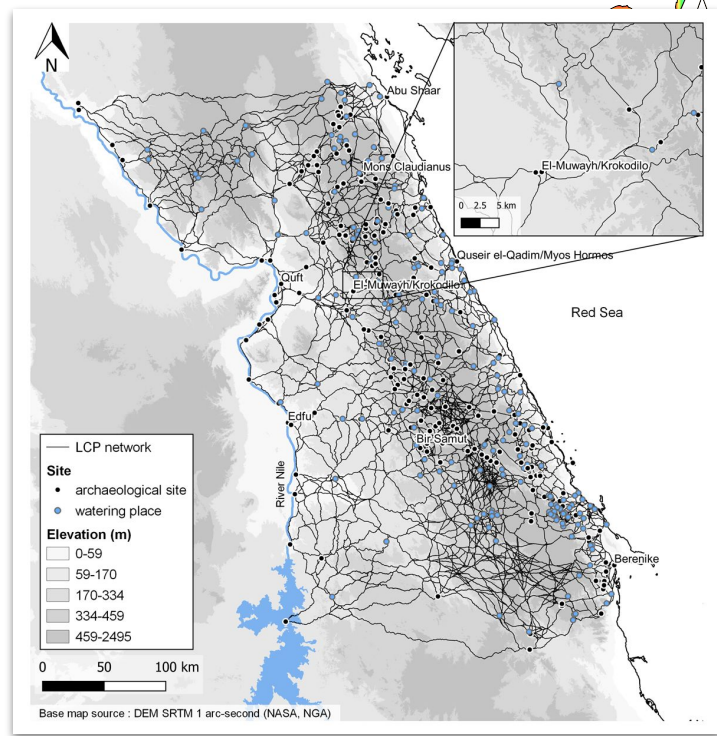 N
Abu Shaar
Mons Claudianus
El-Muwayh/Krokodilo
0 2.5 5 km
Quseir el-Qadim/Myos Hormos
Quft
El-Muwayh/Krokodilo
Red Sea
Edfu
Bir Samut
River Nile
Berenike
LCP network
Site
archaeological site
watering place
Elevation (m)
0-59
59-170
170-334
334-459
459-2495
0 50 100 km
Base map source : DEM SRTM 1 arc-second (NASA, NGA)